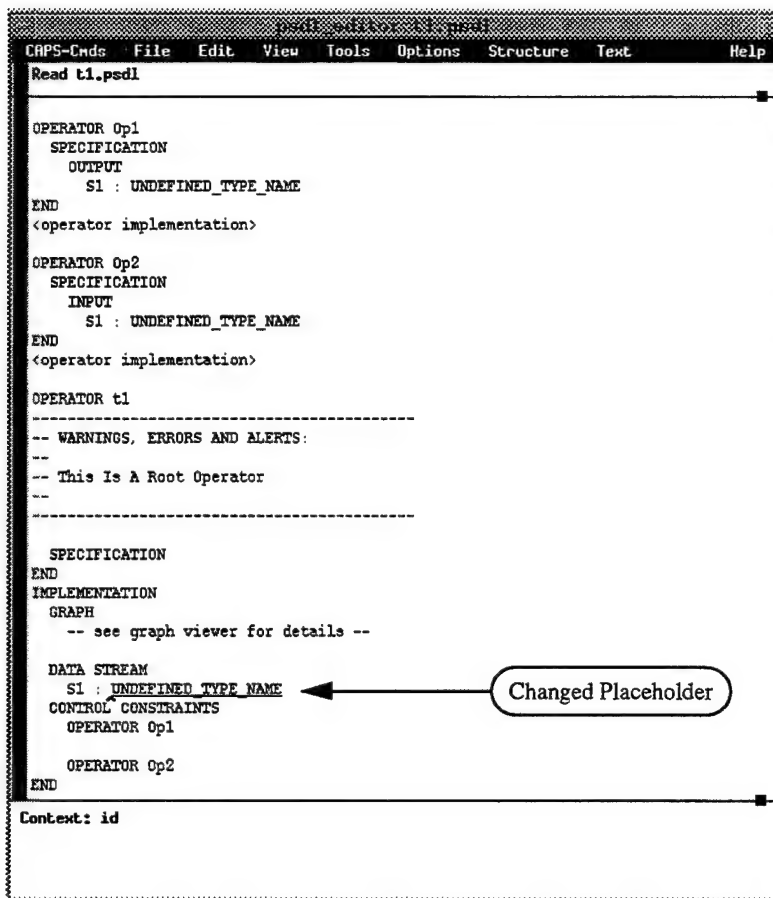 psdl_editor t1.psdl
CAPS-Cmds File Edit View Tools Options Structure Text Help
Read t1.psdl
OPERATOR Op1
SPECIFICATION
OUTPUT
S1 : UNDEFINED_TYPE_NAME
END
<operator implementation>
OPERATOR Op2
SPECIFICATION
INPUT
S1 : UNDEFINED_TYPE_NAME
END
<operator implementation>
OPERATOR t1
---------------------------------------------
-- WARNINGS, ERRORS AND ALERTS:
--
-- This Is A Root Operator
--
---------------------------------------------
SPECIFICATION
END
IMPLEMENTATION
GRAPH
-- see graph viewer for details --
DATA STREAM
S1 : UNDEFINED_TYPE_NAME Changed Placeholder
CONTROL CONSTRAINTS
OPERATOR Op1
OPERATOR Op2
END
Context: id